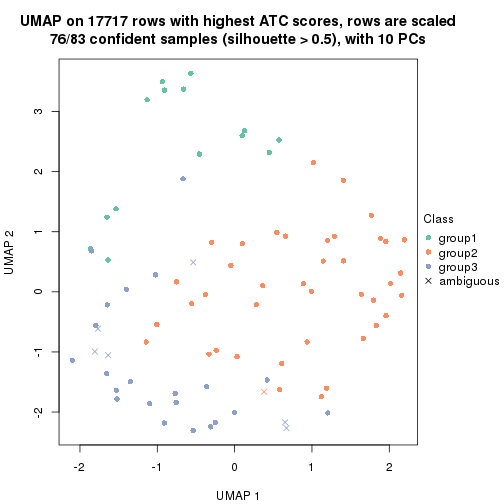 UMAP on 17717 rows with highest ATC scores, rows are scaled
76/83 confident samples (silhouette > 0.5), with 10 PCs
UMAP 2
3
2
1
0
-1
-2
-2
-1
0
1
2
UMAP 1
Class
group1
group2
group3
ambiguous